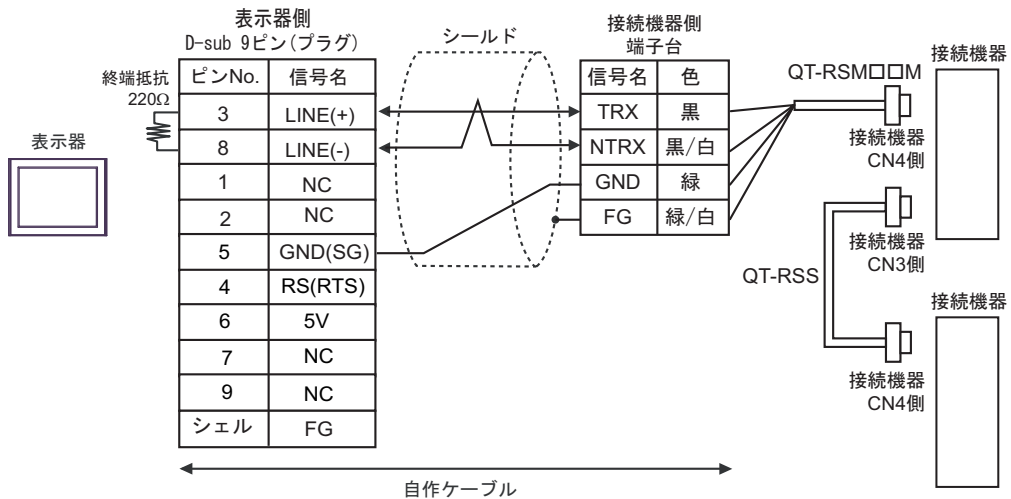 表示器側
D-sub 9ピン(プラグ)
シールド
接続機器側
端子台
接続機器
終端抵抗
220Ω
ピンNo. 信号名
信号名 色
QT-RSM□□M
3 LINE(+)
TRX 黒
8 LINE(-)
NTRX 黒/白
接続機器
CN4側
表示器
1 NC
GND 緑
2 NC
FG 緑/白
5 GND(SG)
接続機器
CN3側
QT-RSS
4 RS(RTS)
接続機器
6 5V
7 NC
9 NC
接続機器
CN4側
シェル FG
自作ケーブル